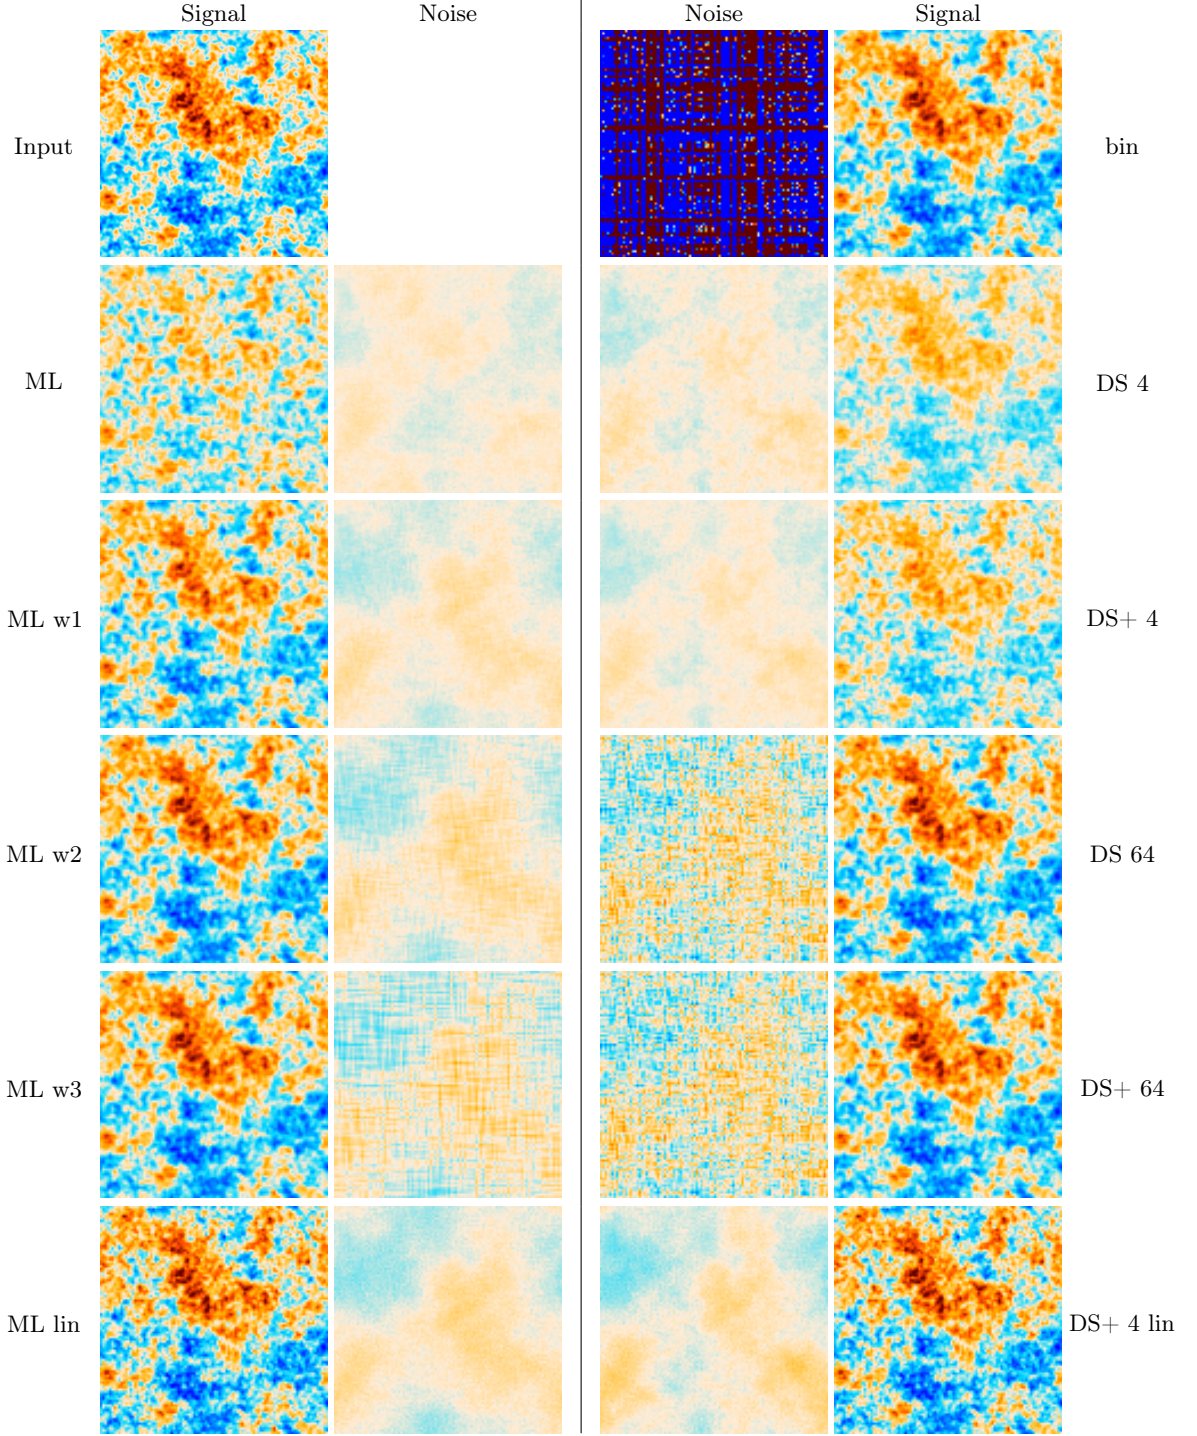 Signal Noise Noise Signal
Input bin
ML DS 4
ML w1 DS+ 4
ML w2 DS 64
ML w3 DS+ 64
ML lin DS+ 4 lin